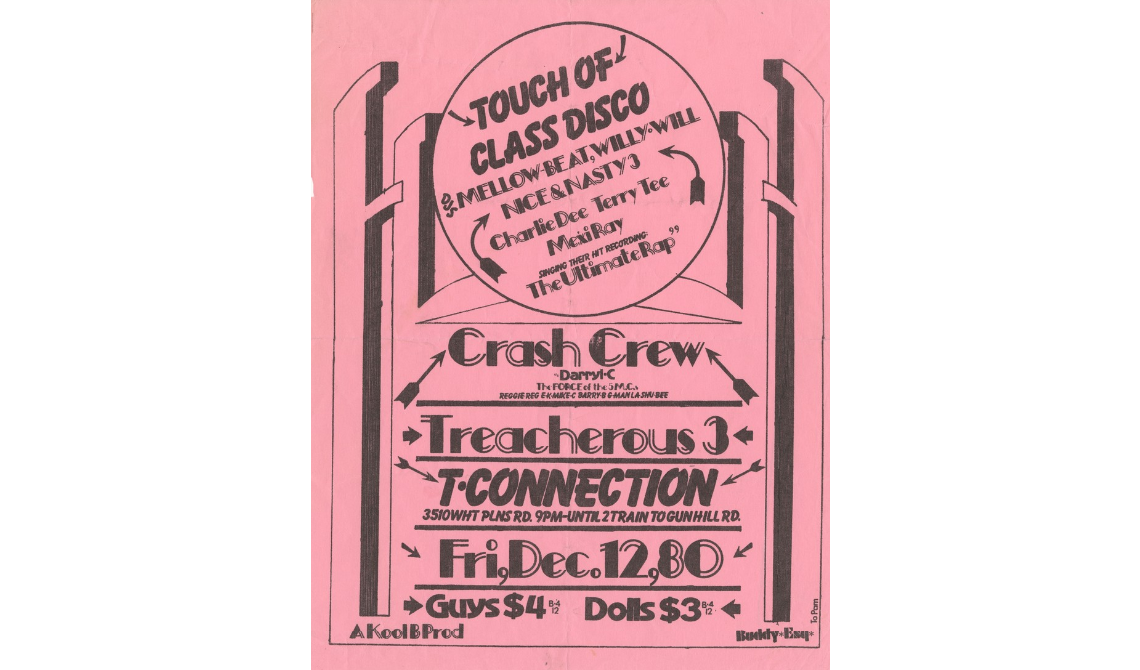 TOUCH OF
CLASS DISCO
DJS MELLOW-BEAT, WILLY•WILL
NICE & NASTY 3
Charlie Dee Terry Tee
Mexi Ray
SINGING THEIR HIT RECORDING-
The Ultimate Rap"
Crash Crew
"Darryl•C
The FORCE of the 5.M.C.s
REGGIE REG E-K-MIKE-C BARRY-B G-MAN LA-SHU-BEE
Treacherous 3
T•CONNECTION
3510 WHT PLNS RD. 9PM-UNTIL 2 TRAIN TO GUN HILL RD.
Fri, Dec. 12, 80
Guys $4 B-4 12 Dolls $3 B-4 12
A Kool B Prod
Buddy*Esq*
To Pam